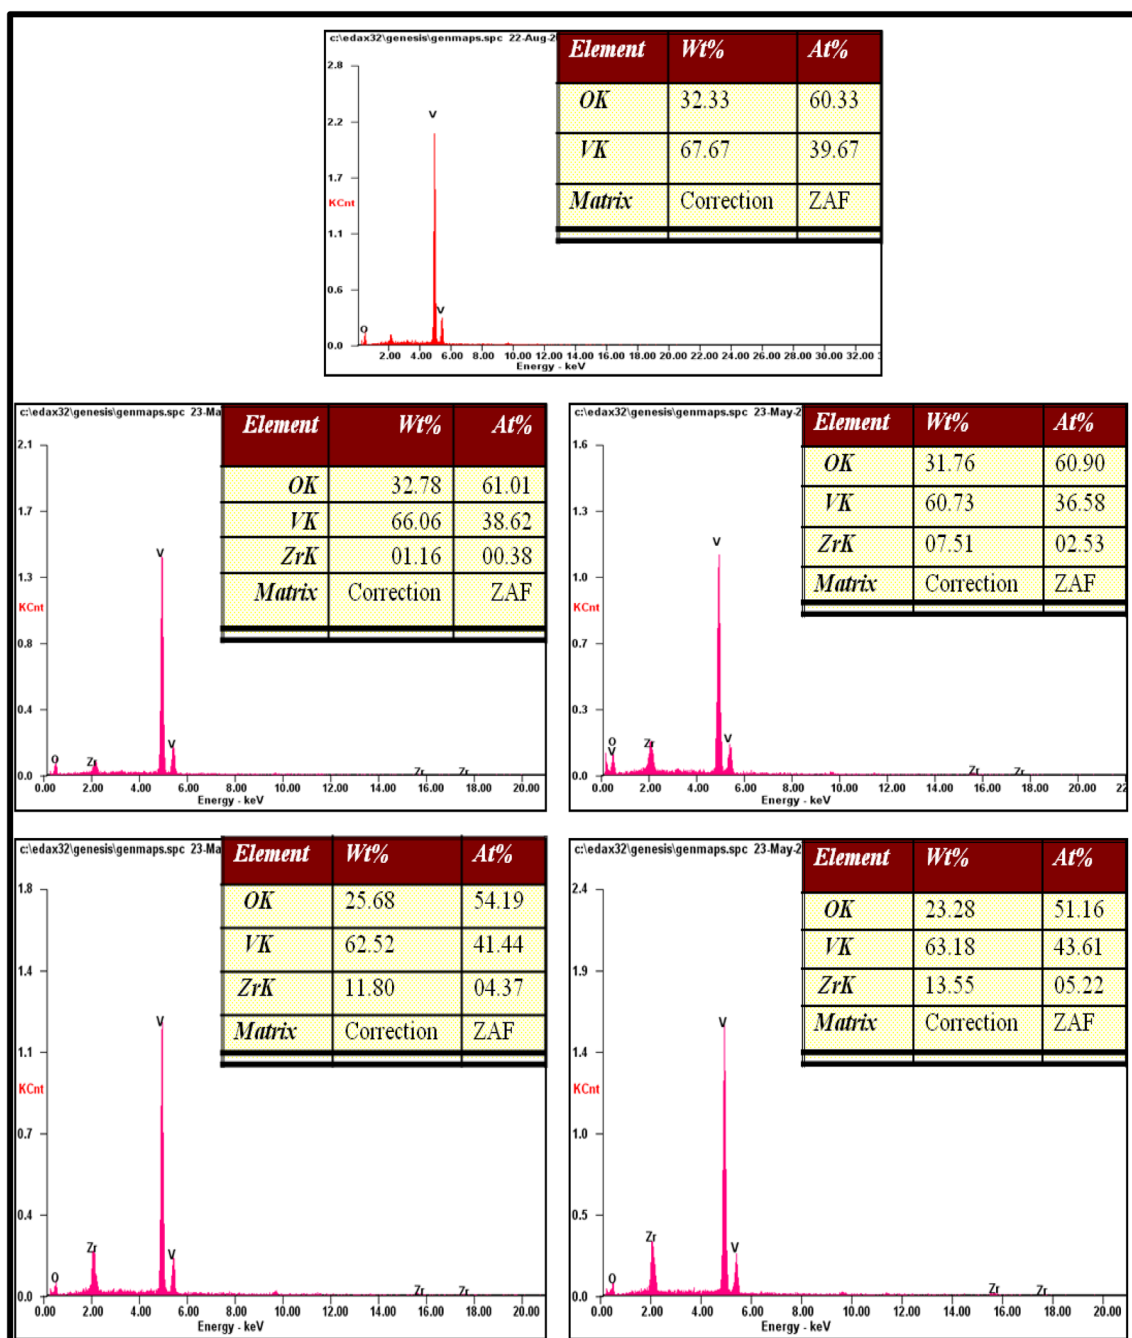 c:\edax32\genesis\genmaps.spc 22-Aug-2
Element Wt% At%
OK 32.33 60.33
VK 67.67 39.67
Matrix Correction ZAF
2.8
2.2
1.7
KCnt
1.1
0.6
0.0
V
V
O
2.00 4.00 6.00 8.00 10.00 12.00 14.00 16.00 18.00 20.00 22.00 24.00 26.00 28.00 30.00 32.00
Energy - keV
c:\edax32\genesis\genmaps.spc 23-Ma
Element Wt% At%
OK 32.78 61.01
VK 66.06 38.62
ZrK 01.16 00.38
Matrix Correction ZAF
2.1
1.7
1.3
KCnt
0.8
0.4
0.0
V
V
O
Zr
Zr
Zr
0.00 2.00 4.00 6.00 8.00 10.00 12.00 14.00 16.00 18.00 20.00
Energy - keV
c:\edax32\genesis\genmaps.spc 23-May-2
Element Wt% At%
OK 31.76 60.90
VK 60.73 36.58
ZrK 07.51 02.53
Matrix Correction ZAF
1.6
1.3
1.0
KCnt
0.7
0.3
0.0
V
V
O
V
Zr
Zr
Zr
0.00 2.00 4.00 6.00 8.00 10.00 12.00 14.00 16.00 18.00 20.00 22
Energy - keV
c:\edax32\genesis\genmaps.spc 23-Ma
Element Wt% At%
OK 25.68 54.19
VK 62.52 41.44
ZrK 11.80 04.37
Matrix Correction ZAF
1.8
1.4
1.1
KCnt
0.7
0.4
0.0
V
Zr
V
O
Zr
Zr
0.00 2.00 4.00 6.00 8.00 10.00 12.00 14.00 16.00 18.00 20.00
Energy - keV
c:\edax32\genesis\genmaps.spc 23-May-2
Element Wt% At%
OK 23.28 51.16
VK 63.18 43.61
ZrK 13.55 05.22
Matrix Correction ZAF
2.4
1.9
1.4
KCnt
1.0
0.5
0.0
V
Zr
V
O
Zr
Zr
0.00 2.00 4.00 6.00 8.00 10.00 12.00 14.00 16.00 18.00 20.00
Energy - keV